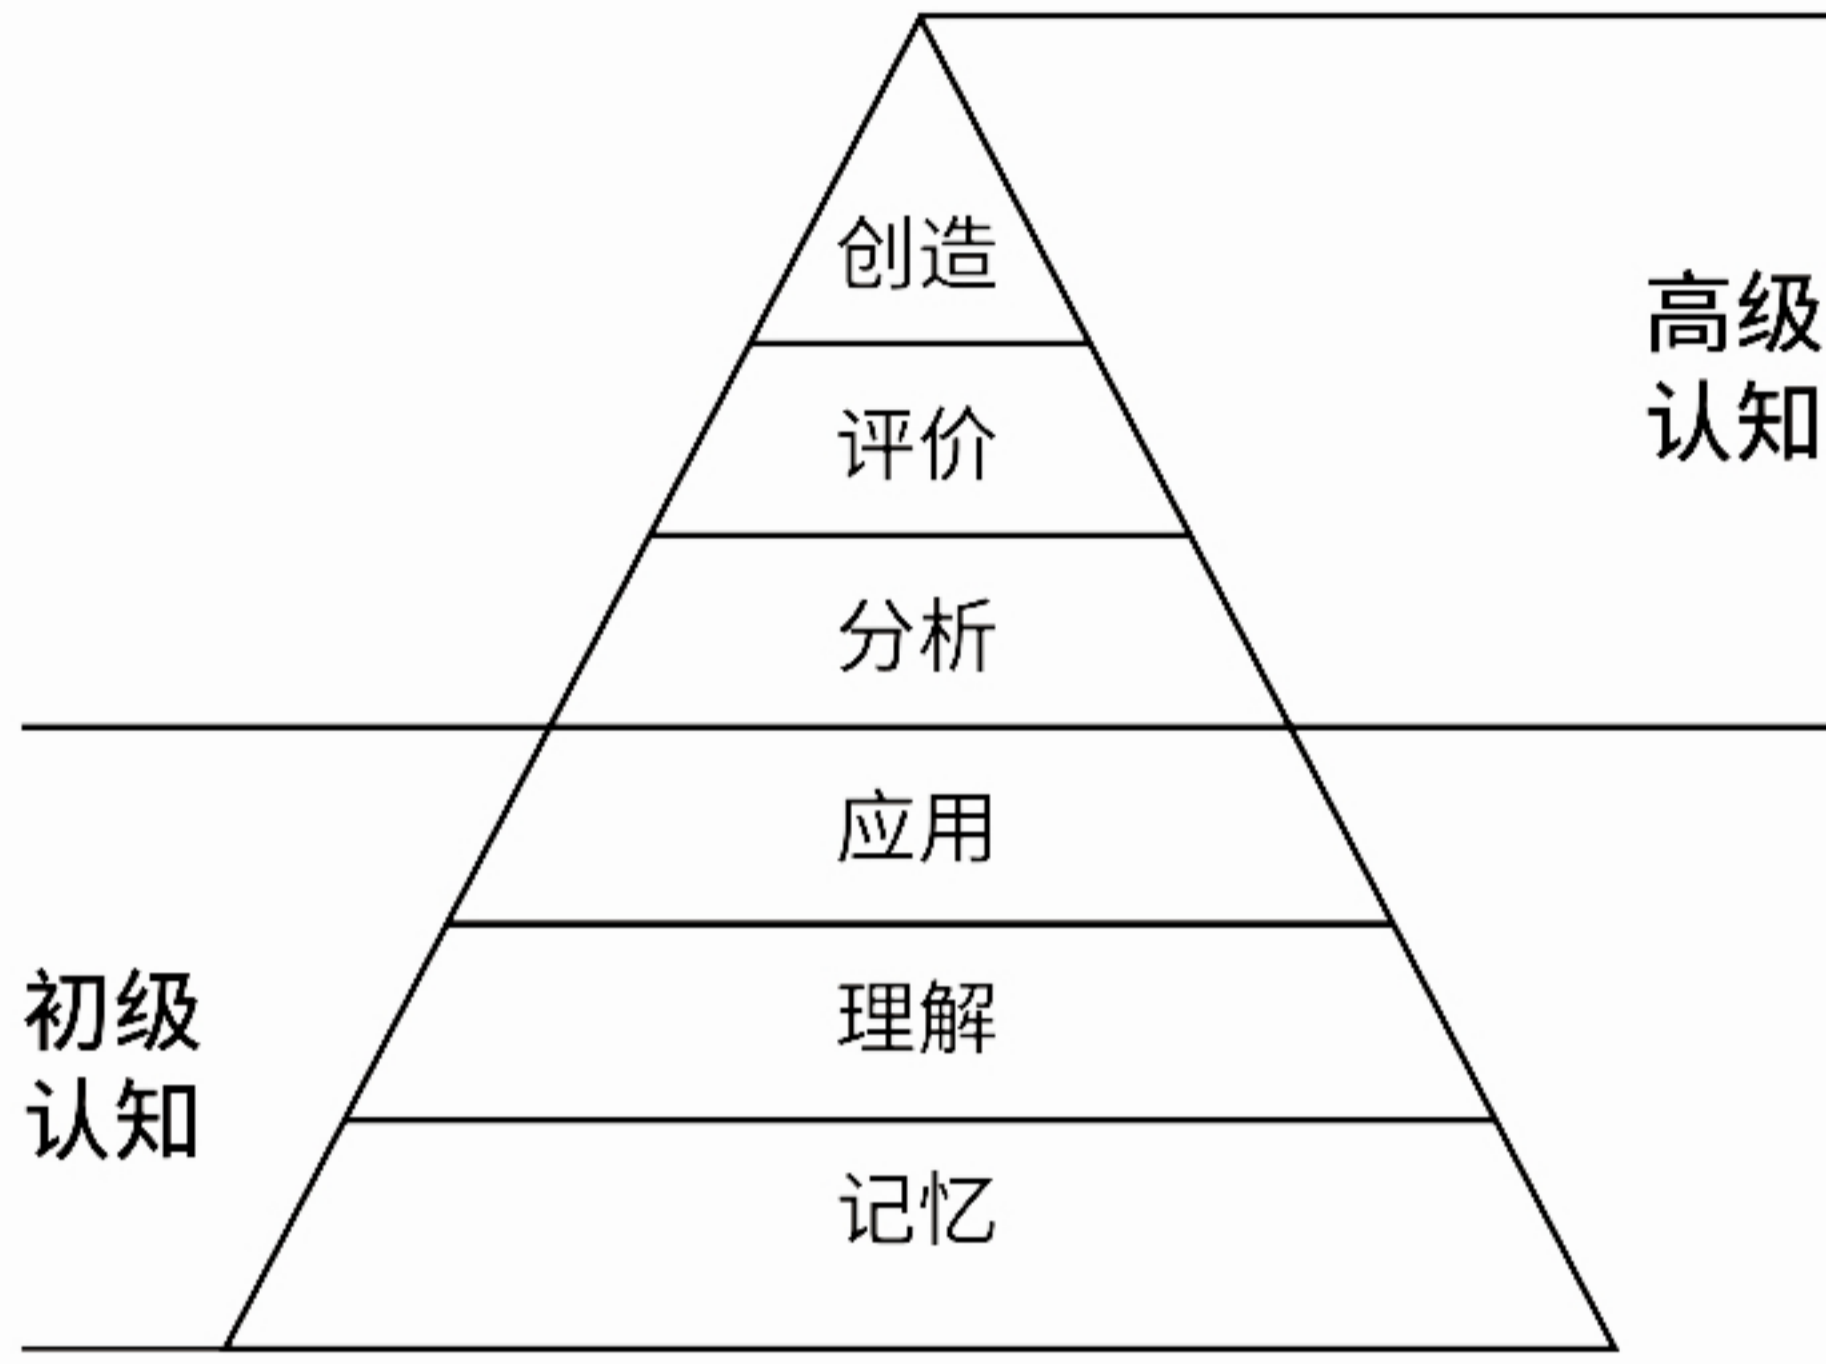 创造
高级
认知
评价
分析
应用
初级
认知
理解
记忆